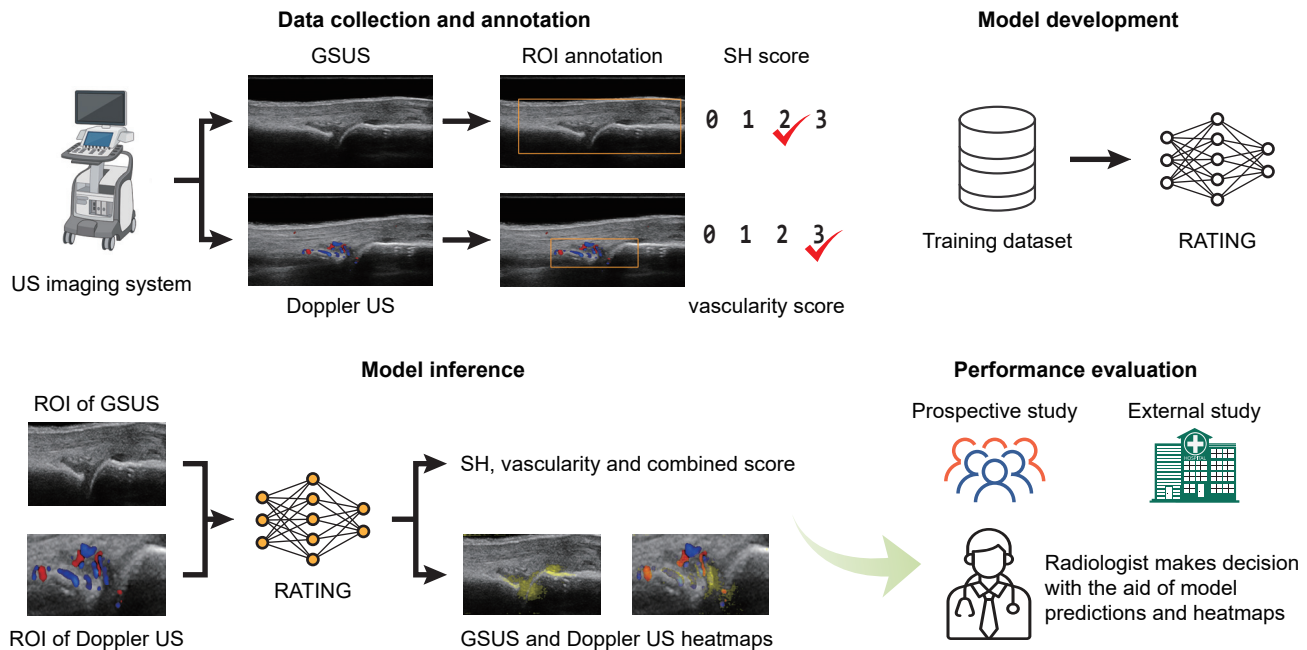 Data collection and annotation
GSUS
ROI annotation
SH score
0 1 2 3
US imaging system
Doppler US
0 1 2 3
vascularity score
Model development
Training dataset
RATING
Model inference
ROI of GSUS
ROI of Doppler US
RATING
SH, vascularity and combined score
GSUS and Doppler US heatmaps
Performance evaluation
Prospective study
External study
HOSPITAL
Radiologist makes decision
with the aid of model
predictions and heatmaps